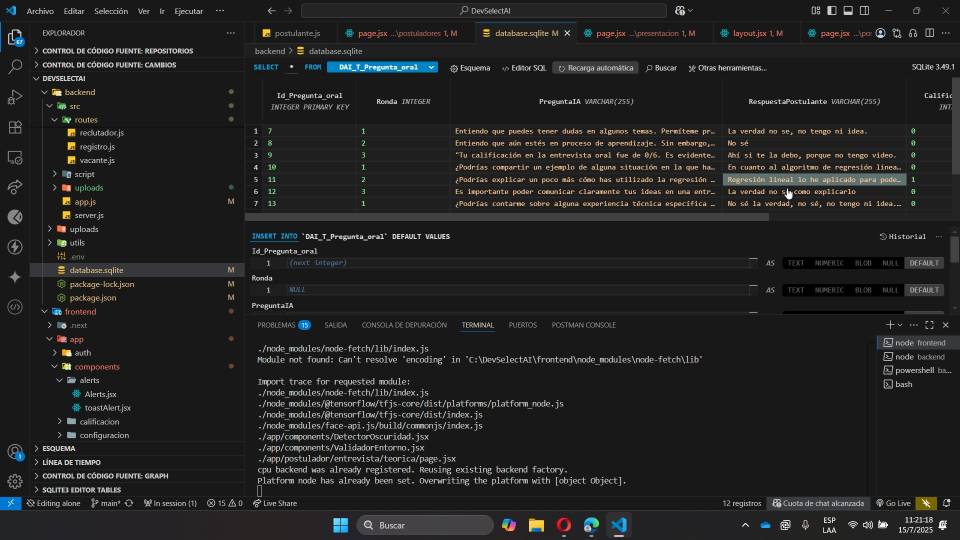 Archivo Editar Selección Ver Ir Ejecutar ··· DevSelectAI
EXPLORADOR ···
postulante.js page.jsx ...\postuladores 1, M database.sqlite M page.jsx ...\presentacion 1, M layout.jsx 1, M page.jsx ...\pos
CONTROL DE CÓDIGO FUENTE: REPOSITORIOS
CONTROL DE CÓDIGO FUENTE: CAMBIOS
DEVSELECTAI
backend
src
routes
reclutador.js
registro.js
vacante.js
script
uploads
app.js M
server.js
uploads
utils
.env
database.sqlite M
package-lock.json M
package.json M
frontend
.next
app
auth
components
alerts
Alerts.jsx
toastAlert.jsx
calificacion
configuracion
ESQUEMA
LÍNEA DE TIEMPO
CONTROL DE CÓDIGO FUENTE: GRAPH
SQLITE3 EDITOR TABLES
backend > database.sqlite
SELECT * FROM DAI_T_Pregunta_oral Esquema Editor SQL Recarga automática Buscar Otras herramientas... SQLite 3.49.1
Id_Pregunta_oral INTEGER PRIMARY KEY Ronda INTEGER PreguntaIA VARCHAR(255) RespuestaPostulante VARCHAR(255) Calific INT
1 7 1 Entiendo que puedes tener dudas en algunos temas. Permíteme pr… La verdad no se, no tengo ni idea. 0
2 8 2 Entiendo que aún estés en proceso de aprendizaje. Sin embargo,… No sé 0
3 9 3 "Tu calificación en la entrevista oral fue de 0/6. Es evidente… Ahí si te la debo, porque no tengo video. 0
4 10 1 ¿Podrías compartir un ejemplo de alguna situación en la que ha… En cuanto al algoritmo de regresión linea… 0
5 11 2 ¿Podrías explicar un poco más cómo has utilizado la regresión … Regresión lineal lo he aplicado para pode… 1
6 12 3 Es importante poder comunicar claramente tus ideas en una entr… La verdad no sé como explicarlo 0
7 13 1 ¿Podrías contarme sobre alguna experiencia técnica específica … No sé la verdad, no sé, no tengo ni idea.… 0
INSERT INTO `DAI_T_Pregunta_oral` DEFAULT VALUES Historial ···
Id_Pregunta_oral
1 (next integer) AS TEXT NUMERIC BLOB NULL DEFAULT
Ronda
1 NULL AS TEXT NUMERIC BLOB NULL DEFAULT
PreguntaIA
PROBLEMAS 15 SALIDA CONSOLA DE DEPURACIÓN TERMINAL PUERTOS POSTMAN CONSOLE
./node_modules/node-fetch/lib/index.js
Module not found: Can't resolve 'encoding' in 'C:\DevSelectAI\frontend\node_modules\node-fetch\lib'
Import trace for requested module:
./node_modules/node-fetch/lib/index.js
./node_modules/@tensorflow/tfjs-core/dist/platforms/platform_node.js
./node_modules/@tensorflow/tfjs-core/dist/index.js
./node_modules/face-api.js/build/commonjs/index.js
./app/components/DetectorOscuridad.jsx
./app/components/ValidadorEntorno.jsx
./app/postulador/entrevista/teorica/page.jsx
cpu backend was already registered. Reusing existing backend factory.
Platform node has already been set. Overwriting the platform with [object Object].
node frontend
node backend
powershell ba...
bash
Editing alone main* In session (1) 15 0 Live Share 12 registros Cuota de chat alcanzada Go Live
Buscar
ESP
LAA
11:21:18
15/7/2025